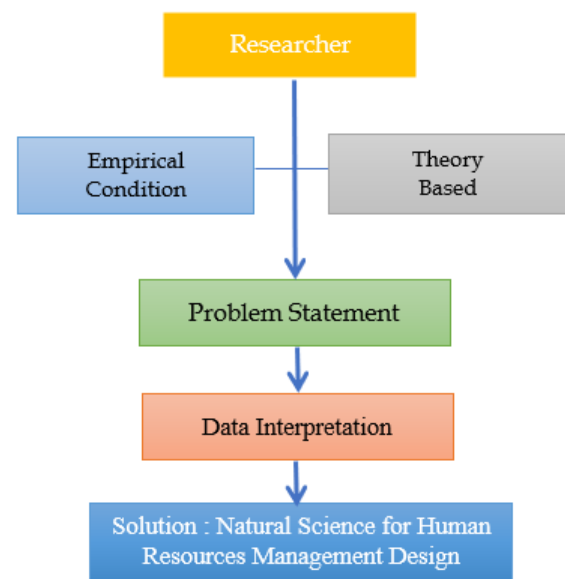 Researcher
Empirical
Condition
Theory
Based
Problem Statement
Data Interpretation
Solution : Natural Science for Human
Resources Management Design